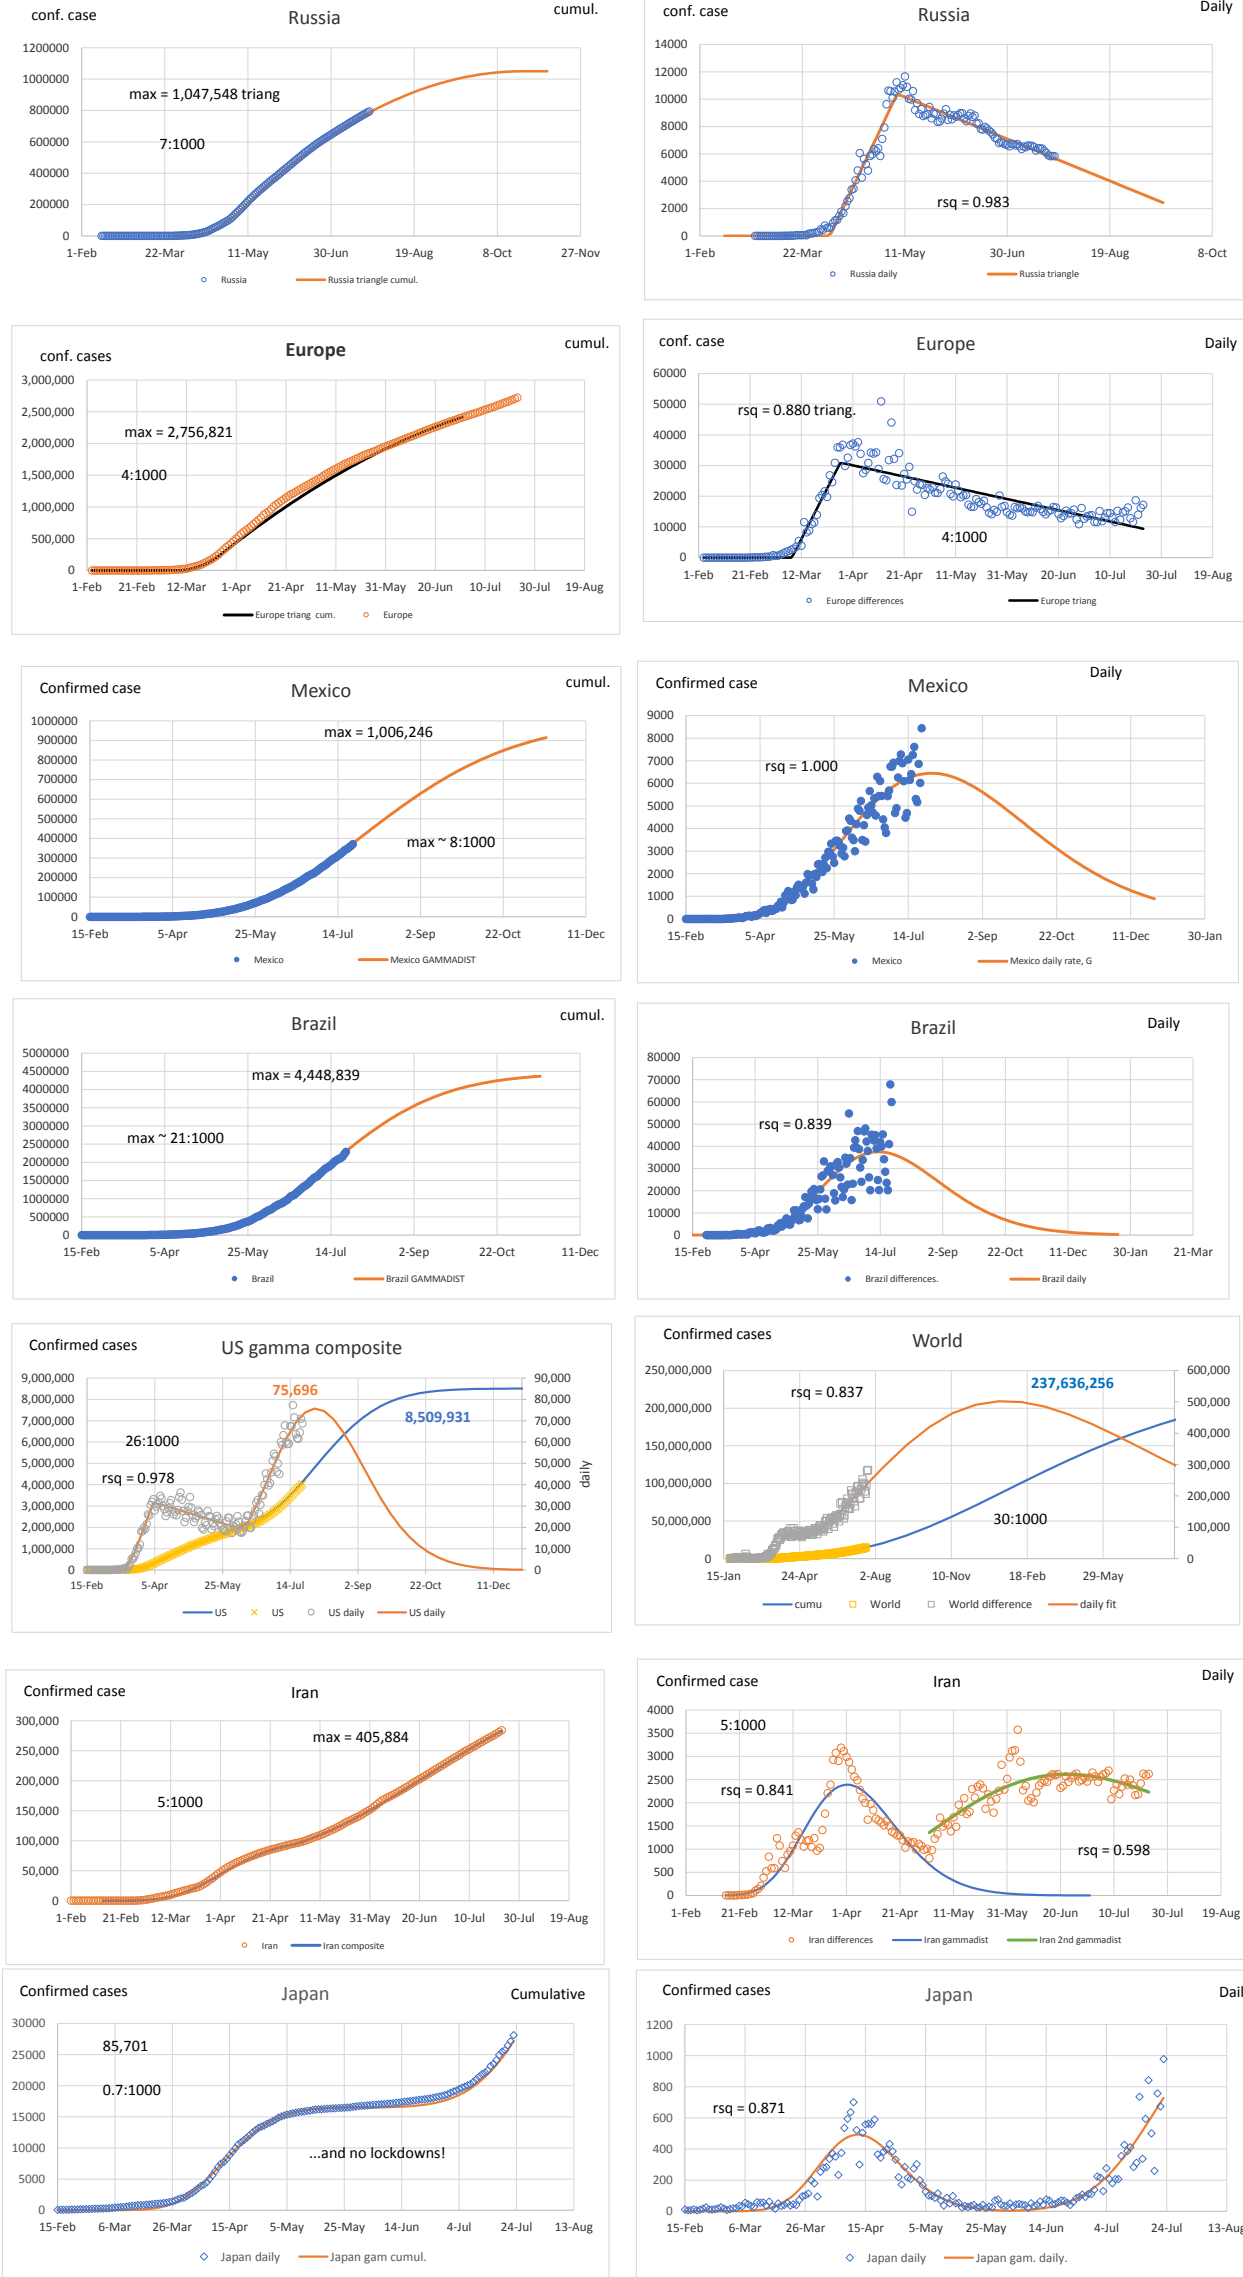 conf. case
Russia
cumul.
1200000
1000000
800000
600000
400000
200000
0
max = 1,047,548 triang
7:1000
1-Feb 22-Mar 11-May 30-Jun 19-Aug 8-Oct 27-Nov
Russia Russia triangle cumul.
conf. case
Russia
Daily
14000
12000
10000
8000
6000
4000
2000
0
rsq = 0.983
1-Feb 22-Mar 11-May 30-Jun 19-Aug 8-Oct
Russia daily Russia triangle
conf. cases
Europe
cumul.
3,000,000
2,500,000
2,000,000
1,500,000
1,000,000
500,000
0
max = 2,756,821
4:1000
1-Feb 21-Feb 12-Mar 1-Apr 21-Apr 11-May 31-May 20-Jun 10-Jul 30-Jul 19-Aug
Europe triang cum. Europe
conf. case
Europe
Daily
60000
50000
40000
30000
20000
10000
0
rsq = 0.880 triang.
4:1000
1-Feb 21-Feb 12-Mar 1-Apr 21-Apr 11-May 31-May 20-Jun 10-Jul 30-Jul 19-Aug
Europe differences Europe triang
Confirmed case
Mexico
cumul.
1000000
900000
800000
700000
600000
500000
400000
300000
200000
100000
0
max = 1,006,246
max ~ 8:1000
15-Feb 5-Apr 25-May 14-Jul 2-Sep 22-Oct 11-Dec
Mexico Mexico GAMMADIST
Confirmed case
Mexico
Daily
9000
8000
7000
6000
5000
4000
3000
2000
1000
0
rsq = 1.000
15-Feb 5-Apr 25-May 14-Jul 2-Sep 22-Oct 11-Dec 30-Jan
Mexico Mexico daily rate, G
Brazil
cumul.
5000000
4500000
4000000
3500000
3000000
2500000
2000000
1500000
1000000
500000
0
max = 4,448,839
max ~ 21:1000
15-Feb 5-Apr 25-May 14-Jul 2-Sep 22-Oct 11-Dec
Brazil Brazil GAMMADIST
Brazil
Daily
80000
70000
60000
50000
40000
30000
20000
10000
0
rsq = 0.839
15-Feb 5-Apr 25-May 14-Jul 2-Sep 22-Oct 11-Dec 30-Jan 21-Mar
Brazil differences. Brazil daily
Confirmed cases
US gamma composite
9,000,000
8,000,000
7,000,000
6,000,000
5,000,000
4,000,000
3,000,000
2,000,000
1,000,000
0
75,696
8,509,931
26:1000
rsq = 0.978
90,000
80,000
70,000
60,000
50,000
40,000
30,000
20,000
10,000
0
daily
15-Feb 5-Apr 25-May 14-Jul 2-Sep 22-Oct 11-Dec
US US US daily US daily
Confirmed cases
World
250,000,000
200,000,000
150,000,000
100,000,000
50,000,000
0
rsq = 0.837
237,636,256
30:1000
600,000
500,000
400,000
300,000
200,000
100,000
0
15-Jan 24-Apr 2-Aug 10-Nov 18-Feb 29-May
cumu World World difference daily fit
Confirmed case
Iran
300,000
250,000
200,000
150,000
100,000
50,000
0
max = 405,884
5:1000
1-Feb 21-Feb 12-Mar 1-Apr 21-Apr 11-May 31-May 20-Jun 10-Jul 30-Jul 19-Aug
Iran Iran composite
Confirmed case
Iran
Daily
4000
3500
3000
2500
2000
1500
1000
500
0
5:1000
rsq = 0.841
rsq = 0.598
1-Feb 21-Feb 12-Mar 1-Apr 21-Apr 11-May 31-May 20-Jun 10-Jul 30-Jul 19-Aug
Iran differences Iran gammadist Iran 2nd gammadist
Confirmed cases
Japan
Cumulative
30000
25000
20000
15000
10000
5000
0
85,701
0.7:1000
...and no lockdowns!
15-Feb 6-Mar 26-Mar 15-Apr 5-May 25-May 14-Jun 4-Jul 24-Jul 13-Aug
Japan daily Japan gam cumul.
Confirmed cases
Japan
Dail
1200
1000
800
600
400
200
0
rsq = 0.871
15-Feb 6-Mar 26-Mar 15-Apr 5-May 25-May 14-Jun 4-Jul 24-Jul 13-Aug
Japan daily Japan gam. daily.